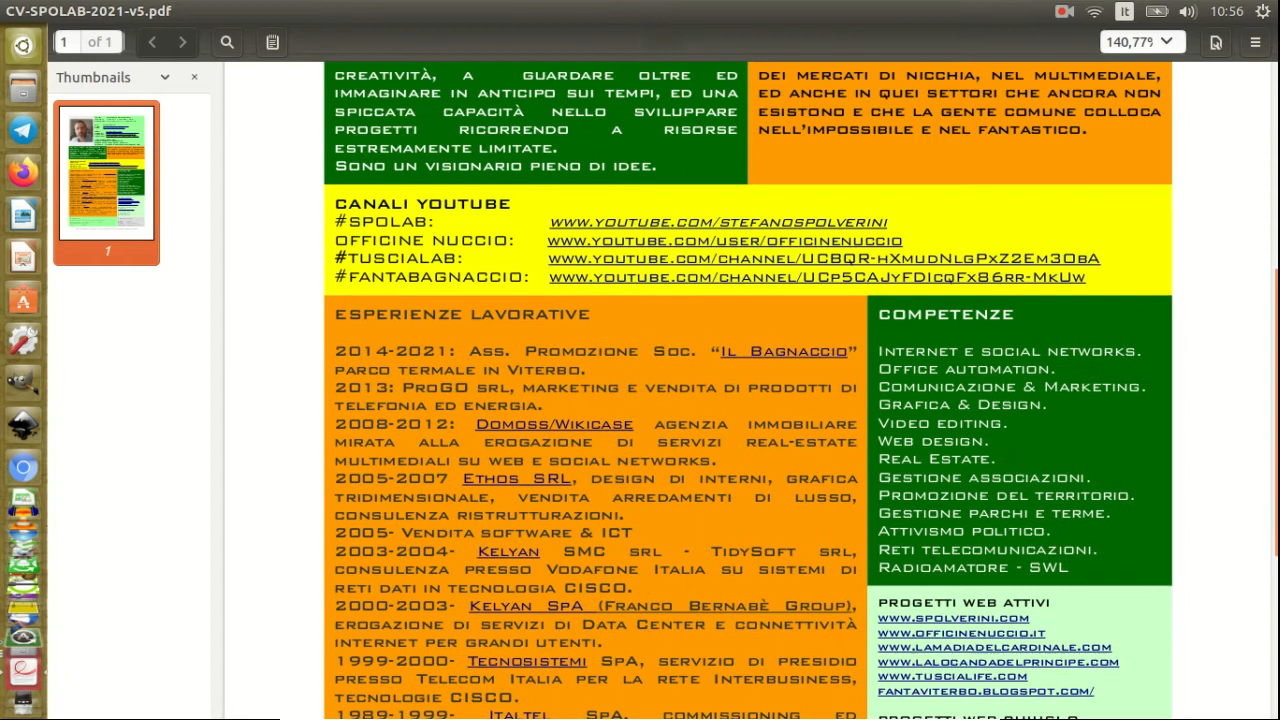 CV-SPOLAB-2021-v5.pdf
It
10:56
1 of 1
140,77%
Thumbnails
1
CREATIVITÀ, A GUARDARE OLTRE ED
IMMAGINARE IN ANTICIPO SUI TEMPI, ED UNA
SPICCATA CAPACITÀ NELLO SVILUPPARE
PROGETTI RICORRENDO A RISORSE
ESTREMAMENTE LIMITATE.
SONO UN VISIONARIO PIENO DI IDEE.
DEI MERCATI DI NICCHIA, NEL MULTIMEDIALE,
ED ANCHE IN QUEI SETTORI CHE ANCORA NON
ESISTONO E CHE LA GENTE COMUNE COLLOCA
NELL'IMPOSSIBILE E NEL FANTASTICO.
CANALI YOUTUBE
#SPOLAB: WWW.YOUTUBE.COM/STEFANOSPOLVERINI
OFFICINE NUCCIO: WWW.YOUTUBE.COM/USER/OFFICINENUCCIO
#TUSCIALAB: WWW.YOUTUBE.COM/CHANNEL/UCBQR-HXMUDNLGPXZ2EM3OBA
#FANTABAGNACCIO: WWW.YOUTUBE.COM/CHANNEL/UCP5CAJYFDICQFX86RR-MKUW
ESPERIENZE LAVORATIVE
2014-2021: ASS. PROMOZIONE SOC. “IL BAGNACCIO”
PARCO TERMALE IN VITERBO.
2013: PROGO SRL, MARKETING E VENDITA DI PRODOTTI DI
TELEFONIA ED ENERGIA.
2008-2012: DOMOSS/WIKICASE AGENZIA IMMOBILIARE
MIRATA ALLA EROGAZIONE DI SERVIZI REAL-ESTATE
MULTIMEDIALI SU WEB E SOCIAL NETWORKS.
2005-2007 ETHOS SRL, DESIGN DI INTERNI, GRAFICA
TRIDIMENSIONALE, VENDITA ARREDAMENTI DI LUSSO,
CONSULENZA RISTRUTTURAZIONI.
2005- VENDITA SOFTWARE & ICT
2003-2004- KELYAN SMC SRL - TIDYSOFT SRL,
CONSULENZA PRESSO VODAFONE ITALIA SU SISTEMI DI
RETI DATI IN TECNOLOGIA CISCO.
2000-2003- KELYAN SPA (FRANCO BERNABÈ GROUP),
EROGAZIONE DI SERVIZI DI DATA CENTER E CONNETTIVITÀ
INTERNET PER GRANDI UTENTI.
1999-2000- TECNOSISTEMI SPA, SERVIZIO DI PRESIDIO
PRESSO TELECOM ITALIA PER LA RETE INTERBUSINESS,
TECNOLOGIE CISCO.
1989-1999- ITALTEL SPA, COMMISSIONING ED
COMPETENZE
INTERNET E SOCIAL NETWORKS.
OFFICE AUTOMATION.
COMUNICAZIONE & MARKETING.
GRAFICA & DESIGN.
VIDEO EDITING.
WEB DESIGN.
REAL ESTATE.
GESTIONE ASSOCIAZIONI.
PROMOZIONE DEL TERRITORIO.
GESTIONE PARCHI E TERME.
ATTIVISMO POLITICO.
RETI TELECOMUNICAZIONI.
RADIOAMATORE - SWL
PROGETTI WEB ATTIVI
WWW.SPOLVERINI.COM
WWW.OFFICINENUCCIO.IT
WWW.LAMADIADELCARDINALE.COM
WWW.LALOCANDADELPRINCIPE.COM
WWW.TUSCIALIFE.COM
FANTAVITERBO.BLOGSPOT.COM/